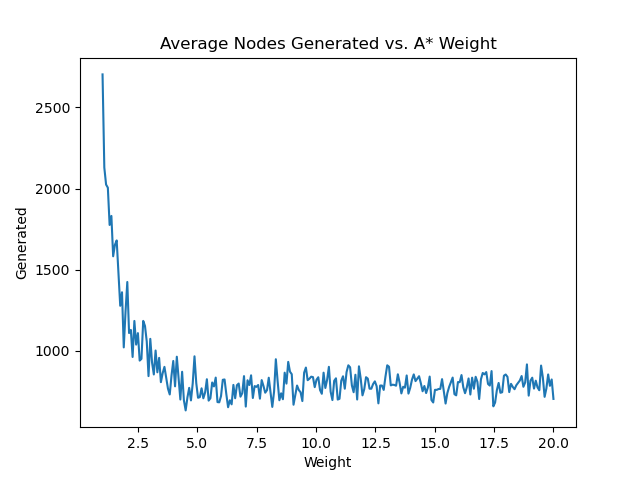 Average Nodes Generated vs. A* Weight
Generated
2500
2000
1500
1000
2.5 5.0 7.5 10.0 12.5 15.0 17.5 20.0
Weight